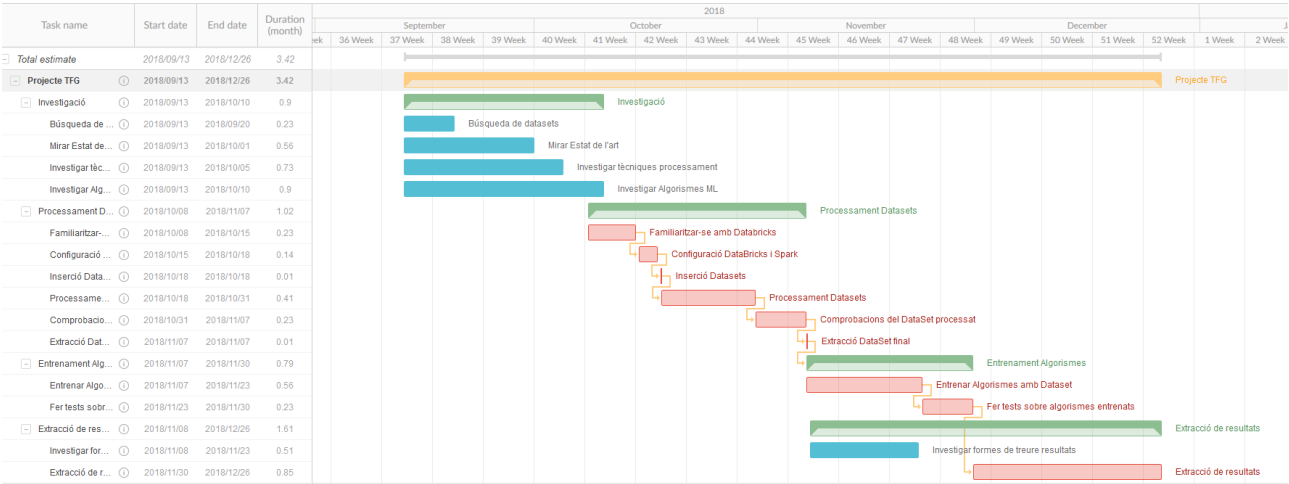 2018
Task name Start date End date Duration (month) September October November December
ek 36 Week 37 Week 38 Week 39 Week 40 Week 41 Week 42 Week 43 Week 44 Week 45 Week 46 Week 47 Week 48 Week 49 Week 50 Week 51 Week 52 Week 1 Week 2 Week
Total estimate 2018/09/13 2018/12/26 3.42
Projecte TFG 2018/09/13 2018/12/26 3.42 Projecte TFG
Investigació 2018/09/13 2018/10/10 0.9 Investigació
Búsqueda de ... 2018/09/13 2018/09/20 0.23 Búsqueda de datasets
Mirar Estat de... 2018/09/13 2018/10/01 0.56 Mirar Estat de l'art
Investigar tèc... 2018/09/13 2018/10/05 0.73 Investigar tècniques processament
Investigar Alg... 2018/09/13 2018/10/10 0.9 Investigar Algorismes ML
Processament D... 2018/10/08 2018/11/07 1.02 Processament Datasets
Familiaritzar-... 2018/10/08 2018/10/15 0.23 Familiaritzar-se amb Databricks
Configuració ... 2018/10/15 2018/10/18 0.14 Configuració DataBricks i Spark
Inserció Data... 2018/10/18 2018/10/18 0.01 Inserció Datasets
Processame... 2018/10/18 2018/10/31 0.41 Processament Datasets
Comprobacio... 2018/10/31 2018/11/07 0.23 Comprobacions del DataSet processat
Extracció Dat... 2018/11/07 2018/11/07 0.01 Extracció DataSet final
Entrenament Alg... 2018/11/07 2018/11/30 0.79 Entrenament Algorismes
Entrenar Algo... 2018/11/07 2018/11/23 0.56 Entrenar Algorismes amb Dataset
Fer tests sobr... 2018/11/23 2018/11/30 0.23 Fer tests sobre algorismes entrenats
Extracció de res... 2018/11/08 2018/12/26 1.61 Extracció de resultats
Investigar for... 2018/11/08 2018/11/23 0.51 Investigar formes de treure resultats
Extracció de r... 2018/11/30 2018/12/26 0.85 Extracció de resultats